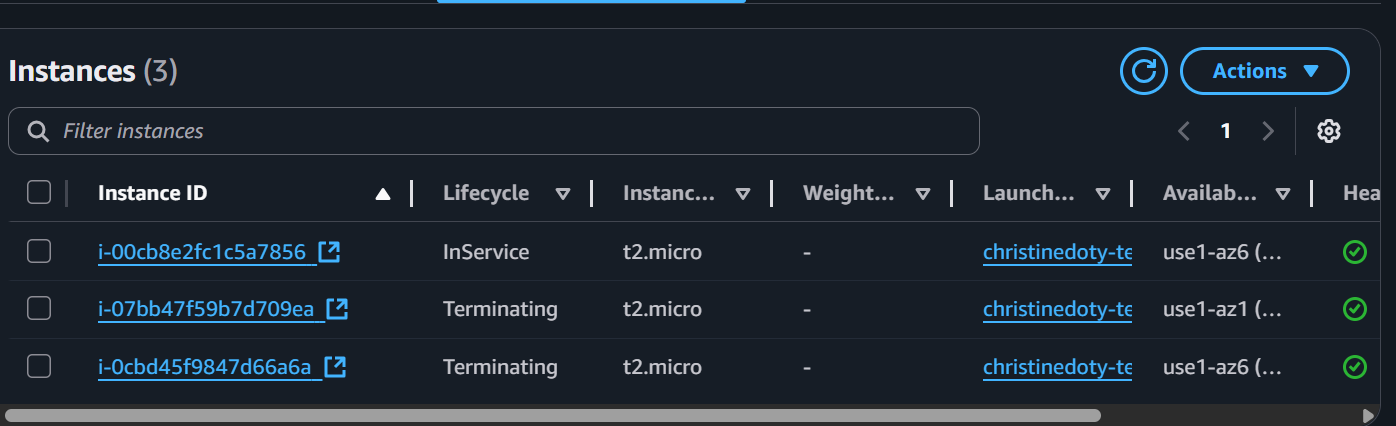 Instances (3)
Actions
Filter instances
1
Instance ID Lifecycle Instanc... Weight... Launch... Availab... Hea
i-00cb8e2fc1c5a7856 InService t2.micro - christinedoty-te use1-az6 (...
i-07bb47f59b7d709ea Terminating t2.micro - christinedoty-te use1-az1 (...
i-0cbd45f9847d66a6a Terminating t2.micro - christinedoty-te use1-az6 (...